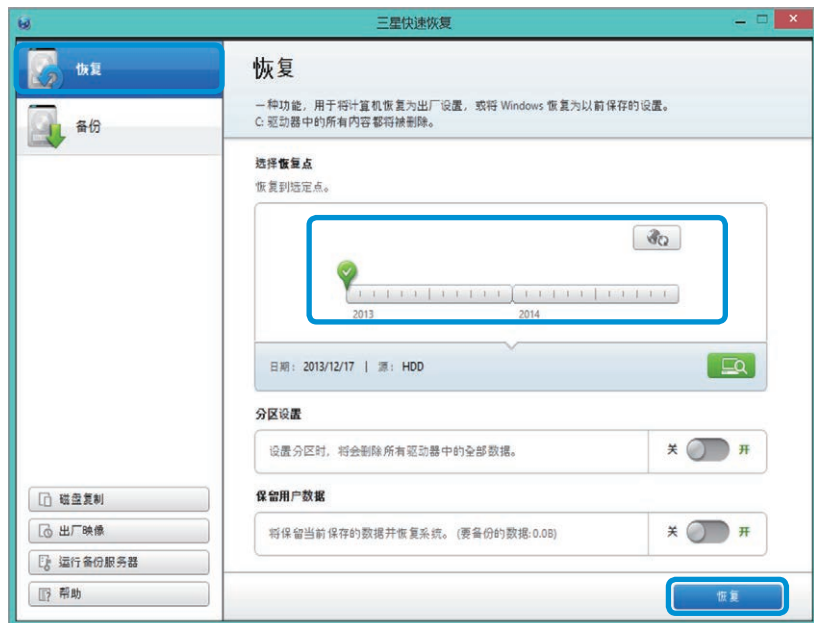 三星快速恢复
恢复
备份
恢复
一种功能，用于将计算机恢复为出厂设置，或将 Windows 恢复为以前保存的设置。
C: 驱动器中的所有内容都将被删除。
选择恢复点
恢复到选定点。
2013 2014
日期： 2013/12/17 | 源： HDD
分区设置
设置分区时，将会删除所有驱动器中的全部数据。 关 开
保留用户数据
将保留当前保存的数据并恢复系统。 (要备份的数据:0.0B) 关 开
磁盘复制
出厂映像
运行备份服务器
帮助
恢复